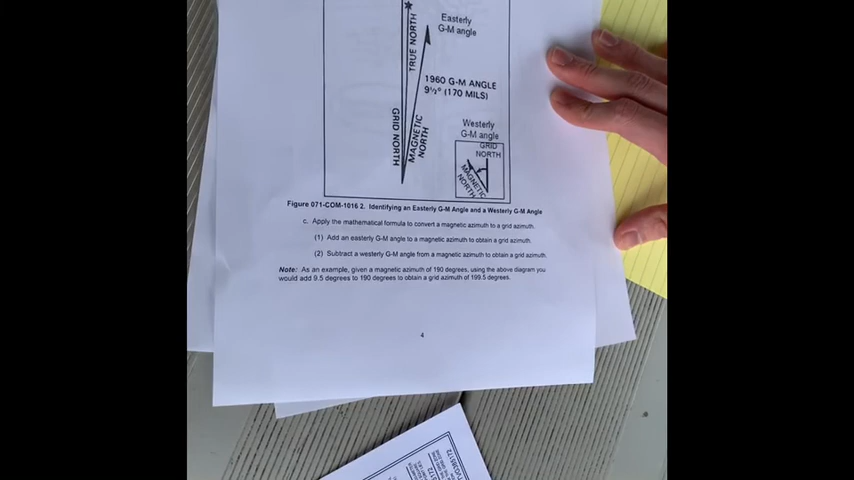 Easterly
G-M angle
TRUE NORTH
1960 G-M ANGLE
9½° (170 MILS)
GRID NORTH
MAGNETIC
NORTH
Westerly
G-M angle
GRID
NORTH
MAGNETIC
NORTH
Figure 071-COM-1016 2. Identifying an Easterly G-M Angle and a Westerly G-M Angle
c. Apply the mathematical formula to convert a magnetic azimuth to a grid azimuth.
(1) Add an easterly G-M angle to a magnetic azimuth to obtain a grid azimuth.
(2) Subtract a westerly G-M angle from a magnetic azimuth to obtain a grid azimuth.
Note: As an example, given a magnetic azimuth of 190 degrees, using the above diagram you
would add 9.5 degrees to 190 degrees to obtain a grid azimuth of 199.5 degrees.
4